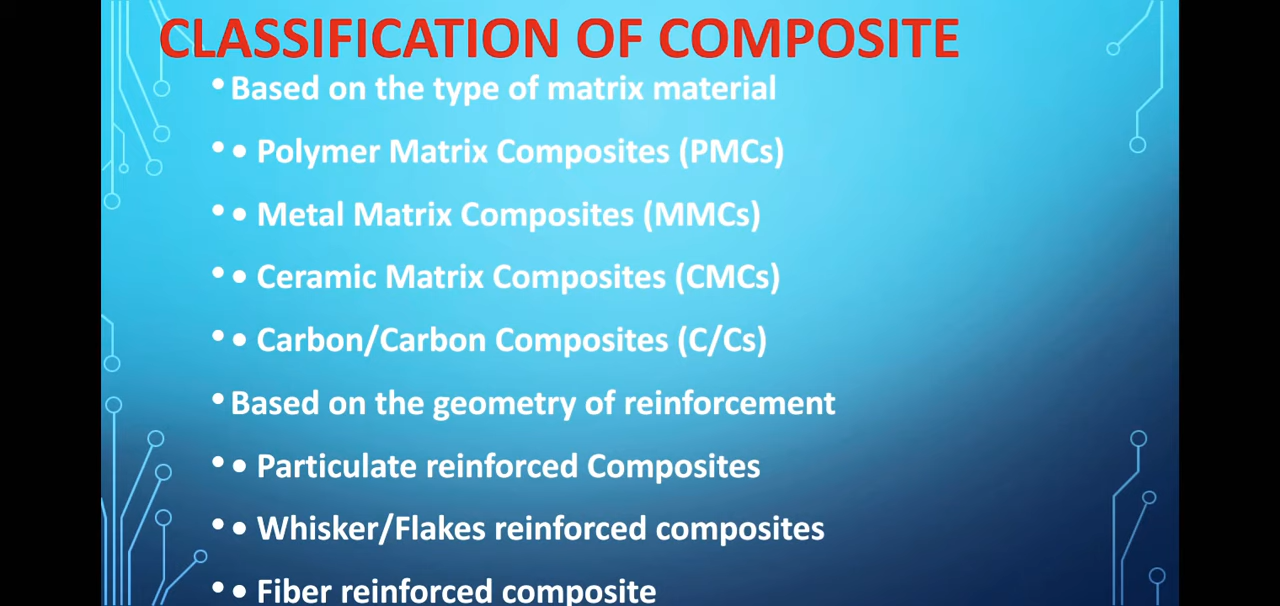 CLASSIFICATION OF COMPOSITE
• Based on the type of matrix material
• • Polymer Matrix Composites (PMCs)
• • Metal Matrix Composites (MMCs)
• • Ceramic Matrix Composites (CMCs)
• • Carbon/Carbon Composites (C/Cs)
• Based on the geometry of reinforcement
• • Particulate reinforced Composites
• • Whisker/Flakes reinforced composites
• • Fiber reinforced composite